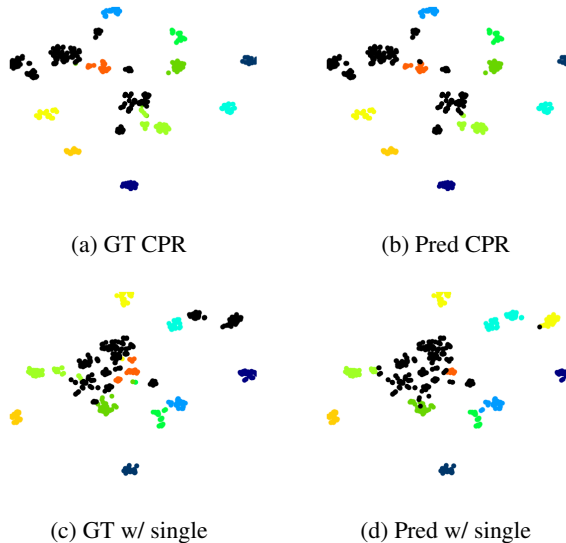 (a) GT CPR
(b) Pred CPR
(c) GT w/ single
(d) Pred w/ single